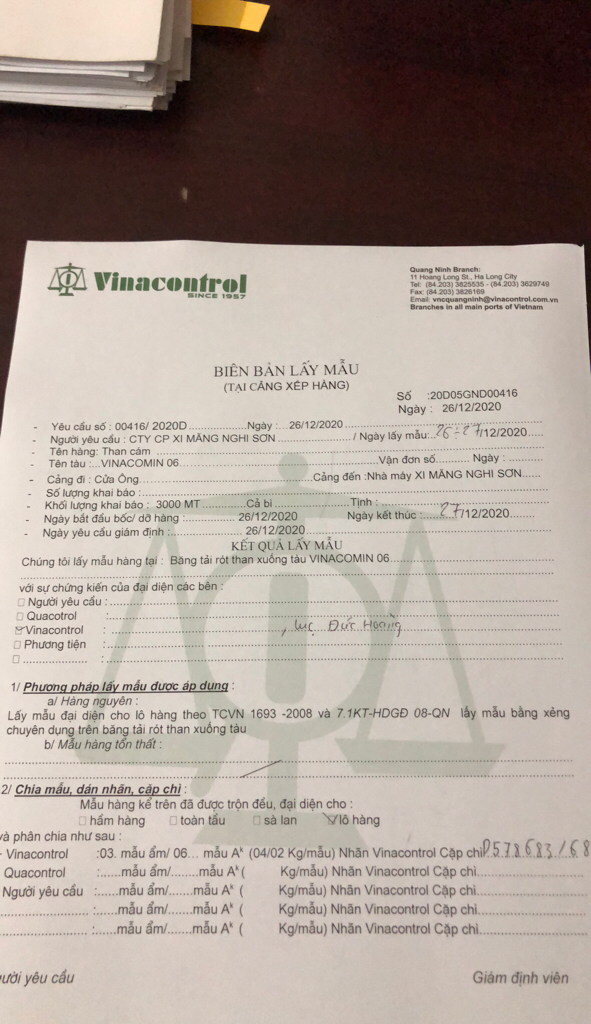 Vinacontrol
SINCE 1957
Quang Ninh Branch:
11 Hoang Long St., Ha Long City
Tel: (84.203) 3825535 - (84.203) 3829749
Fax: (84.203) 3826169
Email: vncquangninh@vinacontrol.com.vn
Branches in all main ports of Vietnam
BIÊN BẢN LẤY MẪU
(TẠI CẢNG XẾP HÀNG)
Số :20D05GND00416
Ngày : 26/12/2020
- Yêu cầu số : 00416/ 2020D ..................Ngày :... 26/12/2020 .......................
- Người yêu cầu : CTY CP XI MĂNG NGHI SƠN ................... / Ngày lấy mẫu:..26-27/12/2020.....
- Tên hàng: Than cám ..................
- Tên tàu :...VINACOMIN 06.......................Vận đơn số.......... Ngày : .........
- Cảng đi : Cửa Ông.......................Cảng đến :Nhà máy XI MĂNG NGHI SƠN......
- Số lượng khai báo :.......................
- Khối lượng khai báo : 3000 MT ..........Cả bì .............Tịnh : ...............
- Ngày bắt đầu bốc/ dỡ hàng : ............... 26/12/2020 Ngày kết thúc : ....27/12/2020........
- Ngày yêu cầu giám định :.................. 26/12/2020.......................
KẾT QUẢ LẤY MẪU
Chúng tôi lấy mẫu hàng tại : Băng tải rót than xuống tàu VINACOMIN 06.......................
với sự chứng kiến của đại diện các bên :
□ Người yêu cầu :.......................
□ Quacotrol :.......................
☑ Vinacontrol :......................., Lục Đức Hoàng
□ Phương tiện :.......................
□ .................... :.......................
1/ Phương pháp lấy mẫu được áp dụng :
a/ Hàng nguyên :
Lấy mẫu đại diện cho lô hàng theo TCVN 1693 -2008 và 7.1KT-HDGĐ 08-QN lấy mẫu bằng xẻng
chuyên dụng trên băng tải rót than xuống tàu
b/ Mẫu hàng tổn thất :
2/ Chia mẫu, dán nhãn, cặp chì :
Mẫu hàng kể trên đã được trộn đều, đại diện cho :
□ hầm hàng □ toàn tầu □ sà lan ☑ lô hàng
và phân chia như sau :
- Vinacontrol :03. mẫu ẩm/ 06... mẫu Aᵏ (04/02 Kg/mẫu) Nhãn Vinacontrol Cặp chì D578683/68
Quacontrol :......mẫu ẩm/........mẫu Aᵏ ( Kg/mẫu) Nhãn Vinacontrol Cặp chì.......................
Người yêu cầu :......mẫu ẩm/.......mẫu Aᵏ ( Kg/mẫu) Nhãn Vinacontrol Cặp chì.......................
....................... :......mẫu ẩm/.......mẫu Aᵏ ( Kg/mẫu) Nhãn Vinacontrol Cặp chì.......................
....................... :......mẫu ẩm/.......mẫu Aᵏ ( Kg/mẫu) Nhãn Vinacontrol Cặp chì.......................
ười yêu cầu Giám định viên